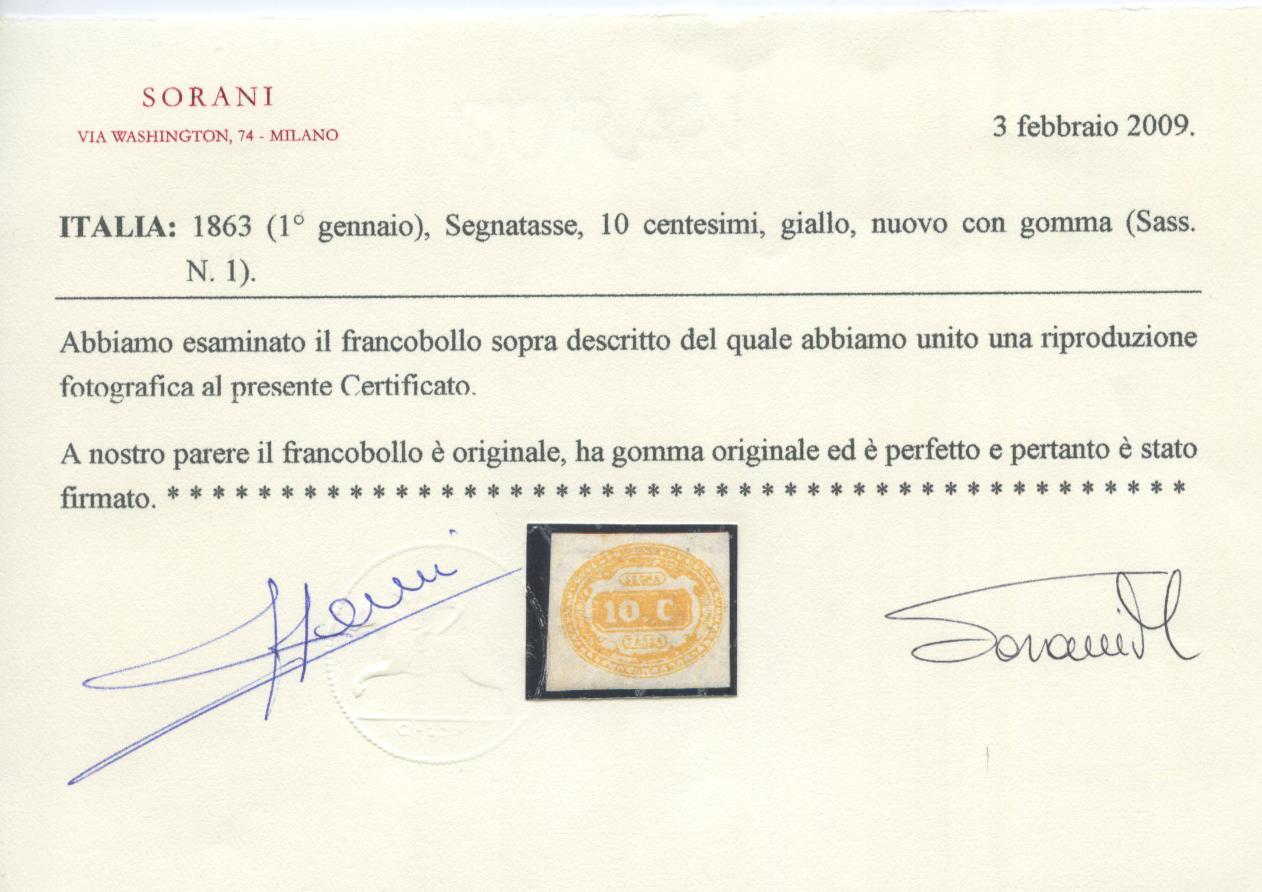 SORANI
VIA WASHINGTON, 74 - MILANO
3 febbraio 2009.
ITALIA: 1863 (1° gennaio), Segnatasse, 10 centesimi, giallo, nuovo con gomma (Sass.
N. 1).
Abbiamo esaminato il francobollo sopra descritto del quale abbiamo unito una riproduzione
fotografica al presente Certificato.
A nostro parere il francobollo è originale, ha gomma originale ed è perfetto e pertanto è stato
firmato. * * * * * * * * * * * * * * * * * * * * * * * * * * * * * * * * * * * * * * * * * * * * *
SEGNA
10. C
TASSE
Sorani